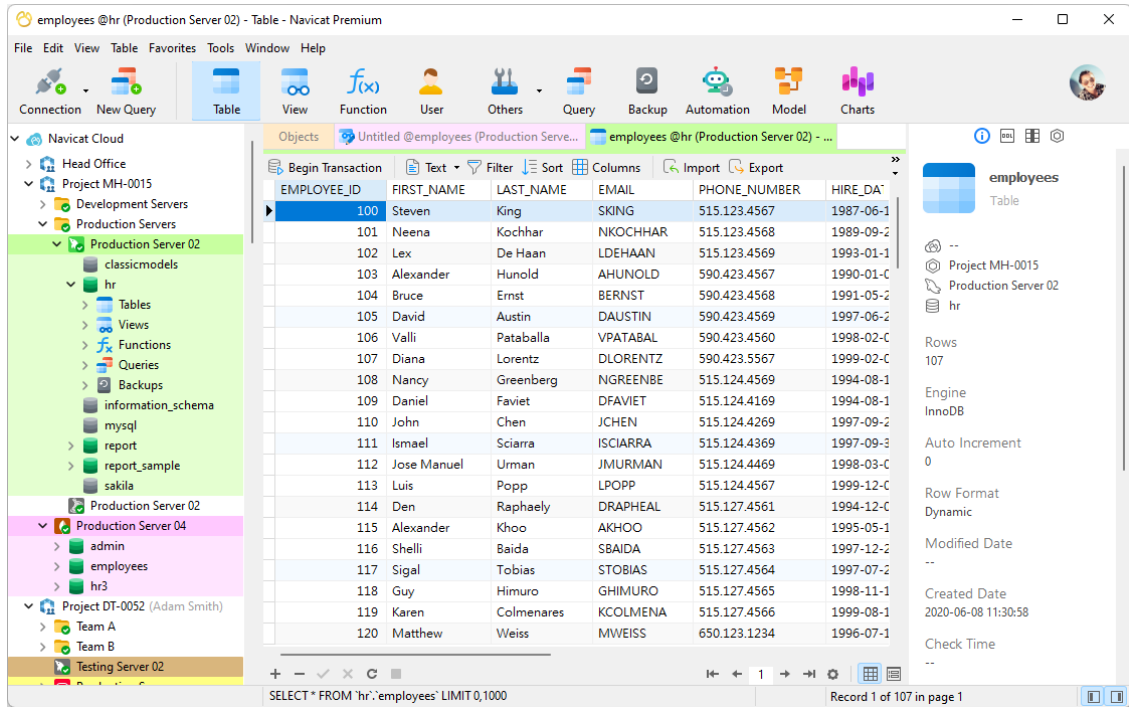 employees @hr (Production Server 02) - Table - Navicat Premium
File Edit View Table Favorites Tools Window Help
Connection New Query Table View Function User Others Query Backup Automation Model Charts
Navicat Cloud
Head Office
Project MH-0015
Development Servers
Production Servers
Production Server 02
classicmodels
hr
Tables
Views
Functions
Queries
Backups
information_schema
mysql
report
report_sample
sakila
Production Server 02
Production Server 04
admin
employees
hr3
Project DT-0052 (Adam Smith)
Team A
Team B
Testing Server 02
Objects Untitled @employees (Production Serve... employees @hr (Production Server 02) - ...
Begin Transaction Text Filter Sort Columns Import Export
EMPLOYEE_ID FIRST_NAME LAST_NAME EMAIL PHONE_NUMBER HIRE_DAT
100 Steven King SKING 515.123.4567 1987-06-1
101 Neena Kochhar NKOCHHAR 515.123.4568 1989-09-2
102 Lex De Haan LDEHAAN 515.123.4569 1993-01-1
103 Alexander Hunold AHUNOLD 590.423.4567 1990-01-0
104 Bruce Ernst BERNST 590.423.4568 1991-05-2
105 David Austin DAUSTIN 590.423.4569 1997-06-2
106 Valli Pataballa VPATABAL 590.423.4560 1998-02-0
107 Diana Lorentz DLORENTZ 590.423.5567 1999-02-0
108 Nancy Greenberg NGREENBE 515.124.4569 1994-08-1
109 Daniel Faviet DFAVIET 515.124.4169 1994-08-1
110 John Chen JCHEN 515.124.4269 1997-09-2
111 Ismael Sciarra ISCIARRA 515.124.4369 1997-09-3
112 Jose Manuel Urman JMURMAN 515.124.4469 1998-03-0
113 Luis Popp LPOPP 515.124.4567 1999-12-0
114 Den Raphaely DRAPHEAL 515.127.4561 1994-12-0
115 Alexander Khoo AKHOO 515.127.4562 1995-05-1
116 Shelli Baida SBAIDA 515.127.4563 1997-12-2
117 Sigal Tobias STOBIAS 515.127.4564 1997-07-2
118 Guy Himuro GHIMURO 515.127.4565 1998-11-1
119 Karen Colmenares KCOLMENA 515.127.4566 1999-08-1
120 Matthew Weiss MWEISS 650.123.1234 1996-07-1
1
SELECT * FROM `hr`.`employees` LIMIT 0,1000
Record 1 of 107 in page 1
employees
Table
--
Project MH-0015
Production Server 02
hr
Rows
107
Engine
InnoDB
Auto Increment
0
Row Format
Dynamic
Modified Date
--
Created Date
2020-06-08 11:30:58
Check Time
--